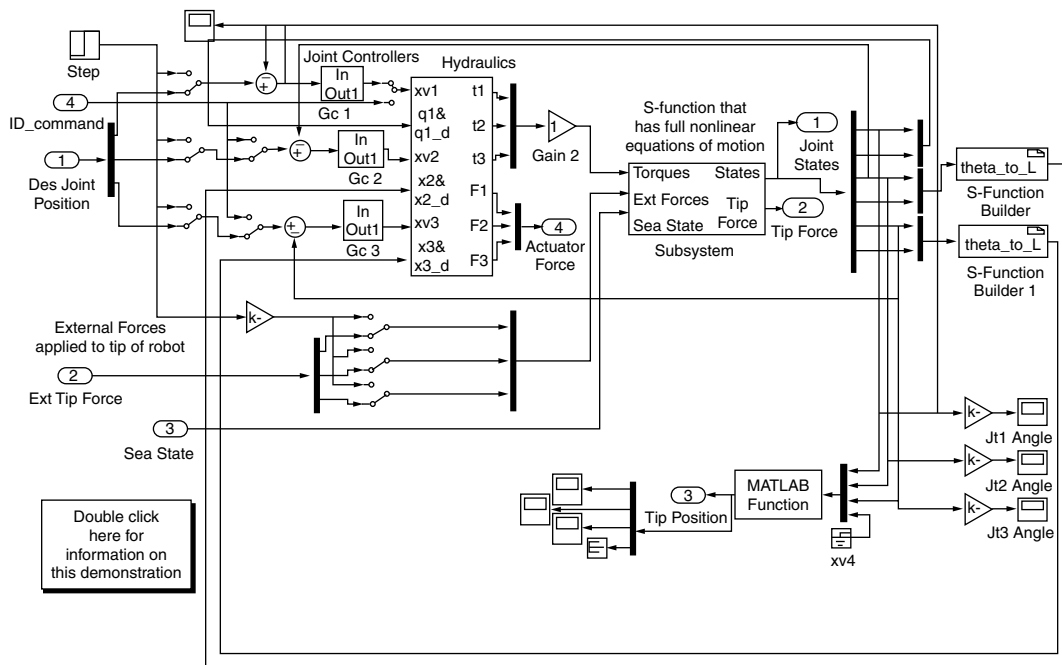 Step
4
ID_command
1
Des Joint
Position
Joint Controllers
In
Out1
Gc 1
In
Out1
Gc 2
In
Out1
Gc 3
Hydraulics
xv1
q1&
q1_d
xv2
x2&
x2_d
xv3
x3&
x3_d
t1
t2
t3
F1
F2
F3
1
Gain 2
4
Actuator
Force
S-function that
has full nonlinear
equations of motion
Torques
Ext Forces
Sea State
States
Tip
Force
Subsystem
1
Joint
States
2
Tip Force
theta_to_L
S-Function
Builder
theta_to_L
S-Function
Builder 1
k-
External Forces
applied to tip of robot
2
Ext Tip Force
3
Sea State
k-
Jt1 Angle
k-
Jt2 Angle
k-
Jt3 Angle
MATLAB
Function
3
Tip Position
xv4
Double click
here for
information on
this demonstration